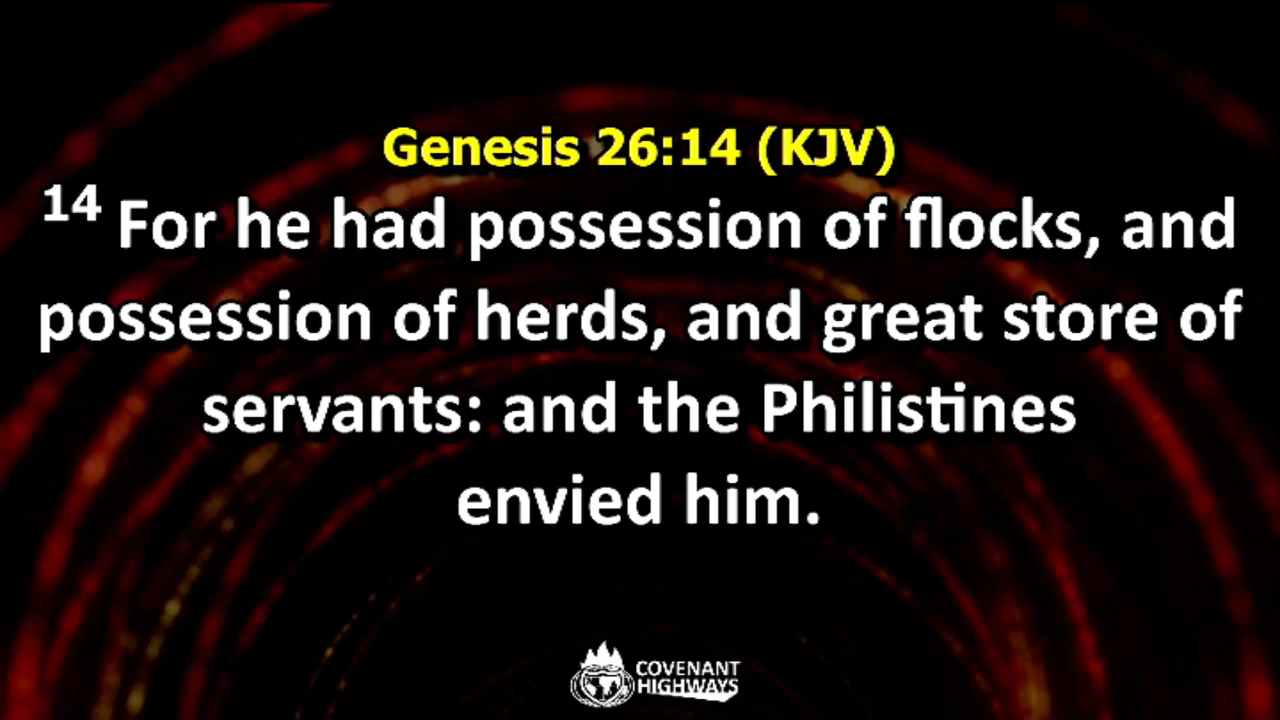 Genesis 26:14 (KJV)
14 For he had possession of flocks, and
possession of herds, and great store of
servants: and the Philistines
envied him.
COVENANT
HIGHWAYS